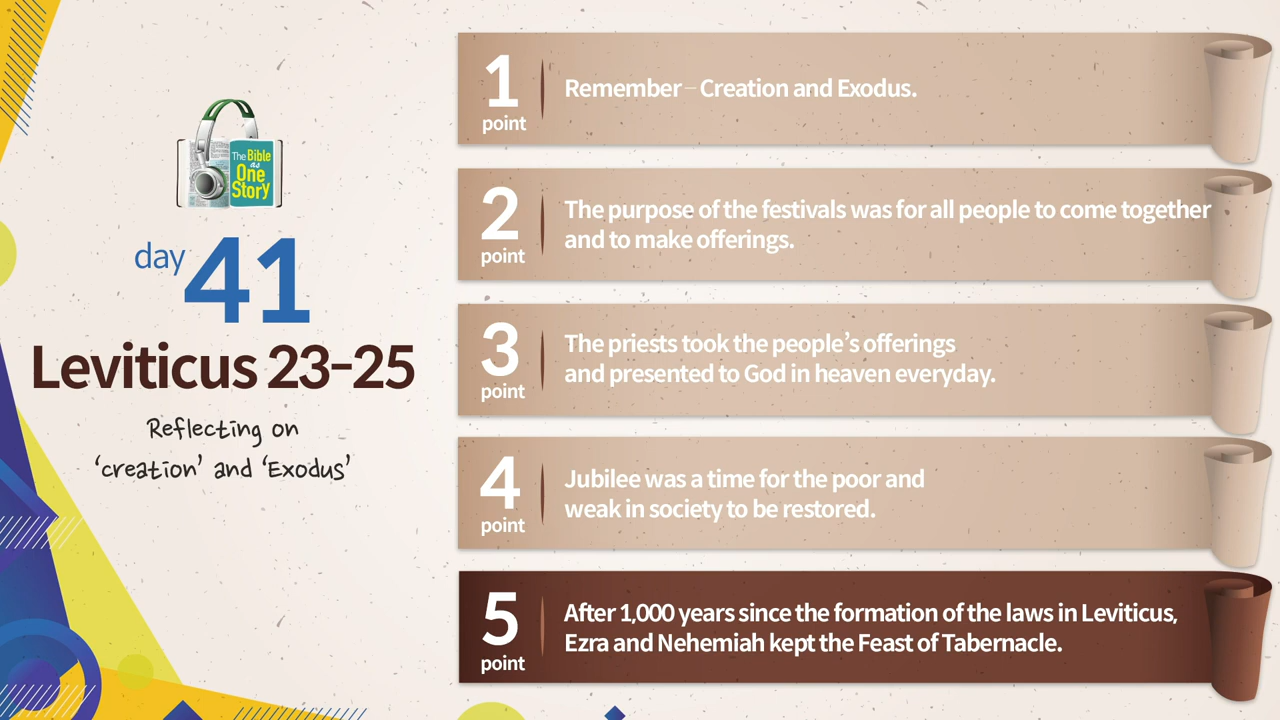 The Bible
as
One
Story
day 41
Leviticus 23-25
Reflecting on
‘creation’ and ‘Exodus’
1
point
Remember – Creation and Exodus.
2
point
The purpose of the festivals was for all people to come together
and to make offerings.
3
point
The priests took the people’s offerings
and presented to God in heaven everyday.
4
point
Jubilee was a time for the poor and
weak in society to be restored.
5
point
After 1,000 years since the formation of the laws in Leviticus,
Ezra and Nehemiah kept the Feast of Tabernacle.